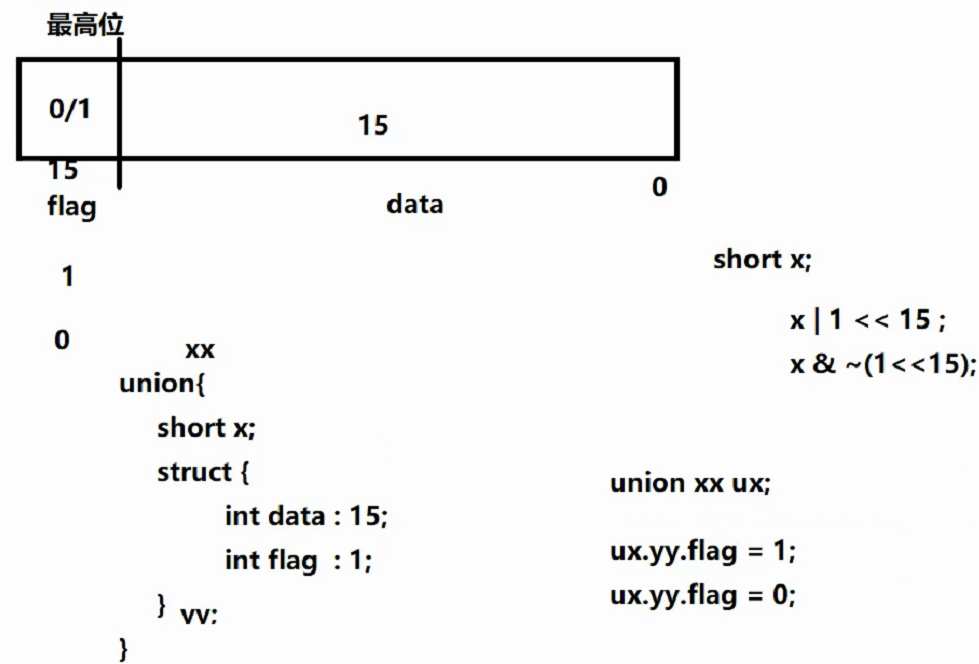 最高位
0/1
15
15
0
flag
data
short x;
1
x | 1 << 15 ;
0
xx
x & ~(1<<15);
union{
short x;
struct {
union xx ux;
int data : 15;
ux.yy.flag = 1;
int flag : 1;
ux.yy.flag = 0;
} yy;
}